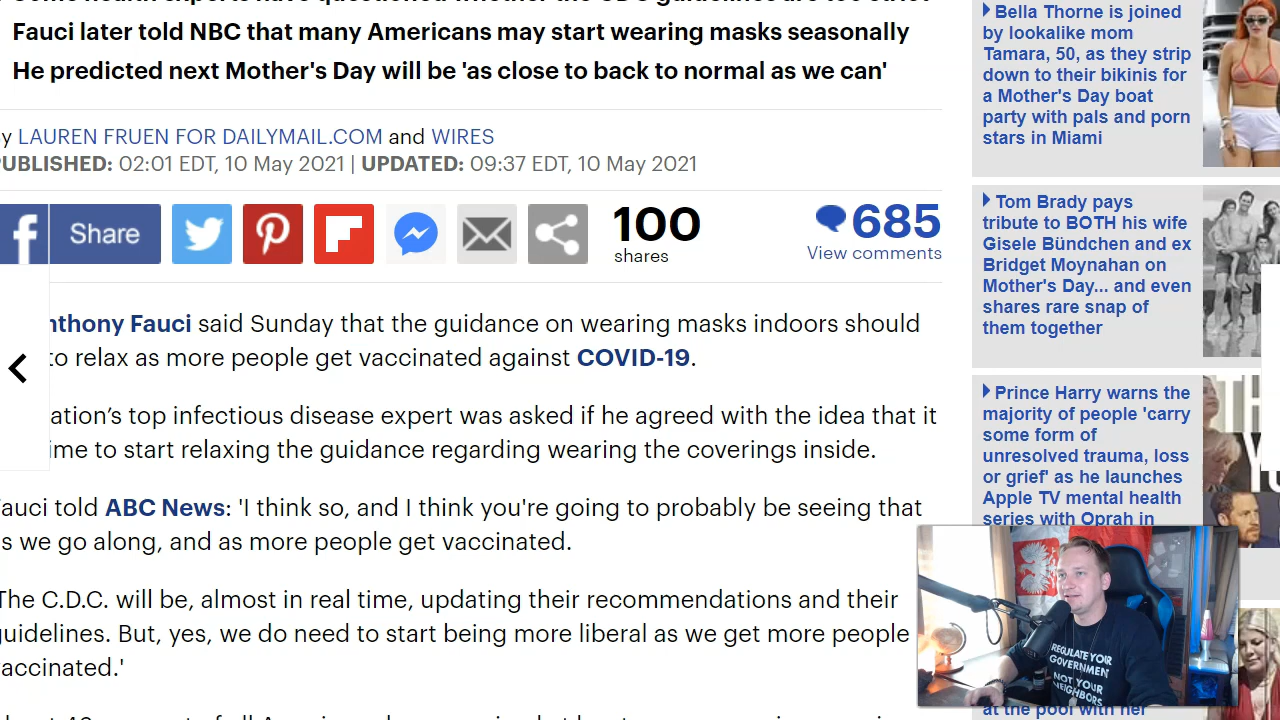 Fauci later told NBC that many Americans may start wearing masks seasonally
He predicted next Mother's Day will be 'as close to back to normal as we can'
y LAUREN FRUEN FOR DAILYMAIL.COM and WIRES
PUBLISHED: 02:01 EDT, 10 May 2021 | UPDATED: 09:37 EDT, 10 May 2021
f Share
100
shares
685
View comments
nthony Fauci said Sunday that the guidance on wearing masks indoors should
to relax as more people get vaccinated against COVID-19.
ation's top infectious disease expert was asked if he agreed with the idea that it
ime to start relaxing the guidance regarding wearing the coverings inside.
auci told ABC News: 'I think so, and I think you're going to probably be seeing that
s we go along, and as more people get vaccinated.
The C.D.C. will be, almost in real time, updating their recommendations and their
guidelines. But, yes, we do need to start being more liberal as we get more people
vaccinated.'
Bella Thorne is joined
by lookalike mom
Tamara, 50, as they strip
down to their bikinis for
a Mother's Day boat
party with pals and porn
stars in Miami
Tom Brady pays
tribute to BOTH his wife
Gisele Bündchen and ex
Bridget Moynahan on
Mother's Day... and even
shares rare snap of
them together
Prince Harry warns the
majority of people 'carry
some form of
unresolved trauma, loss
or grief' as he launches
Apple TV mental health
series with Oprah in
at the pool with her
REGULATE YOUR
GOVERNMENT
NOT YOUR
NEIGHBORS